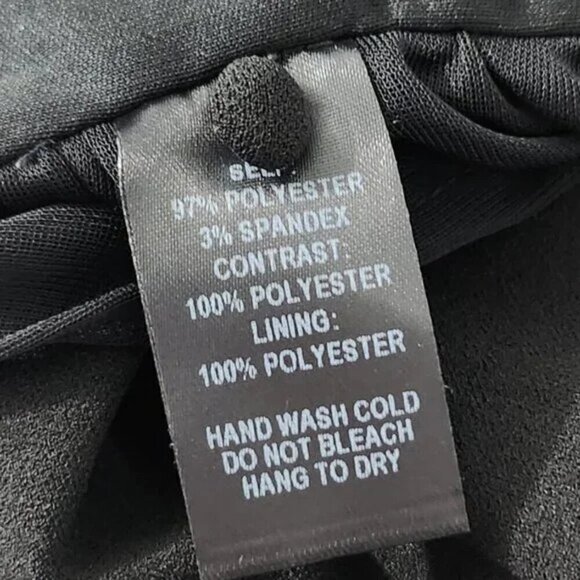 SELF:
97% POLYESTER
3% SPANDEX
CONTRAST:
100% POLYESTER
LINING:
100% POLYESTER
HAND WASH COLD
DO NOT BLEACH
HANG TO DRY